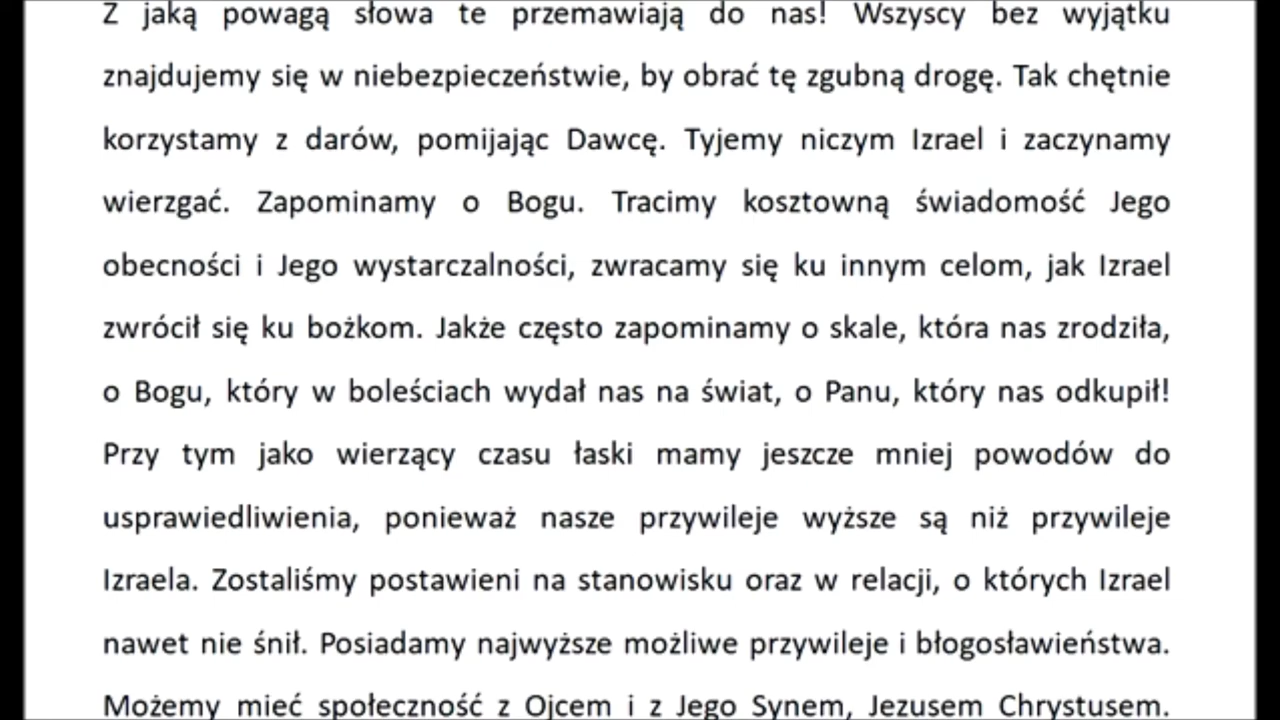 Z jaką powagą słowa te przemawiają do nas! Wszyscy bez wyjątku
znajdujemy się w niebezpieczeństwie, by obrać tę zgubną drogę. Tak chętnie
korzystamy z darów, pomijając Dawcę. Tyjemy niczym Izrael i zaczynamy
wierzgać. Zapominamy o Bogu. Tracimy kosztowną świadomość Jego
obecności i Jego wystarczalności, zwracamy się ku innym celom, jak Izrael
zwrócił się ku bożkom. Jakże często zapominamy o skale, która nas zrodziła,
o Bogu, który w boleściach wydał nas na świat, o Panu, który nas odkupił!
Przy tym jako wierzący czasu łaski mamy jeszcze mniej powodów do
usprawiedliwienia, ponieważ nasze przywileje wyższe są niż przywileje
Izraela. Zostaliśmy postawieni na stanowisku oraz w relacji, o których Izrael
nawet nie śnił. Posiadamy najwyższe możliwe przywileje i błogosławieństwa.
Możemy mieć społeczność z Ojcem i z Jego Synem, Jezusem Chrystusem.